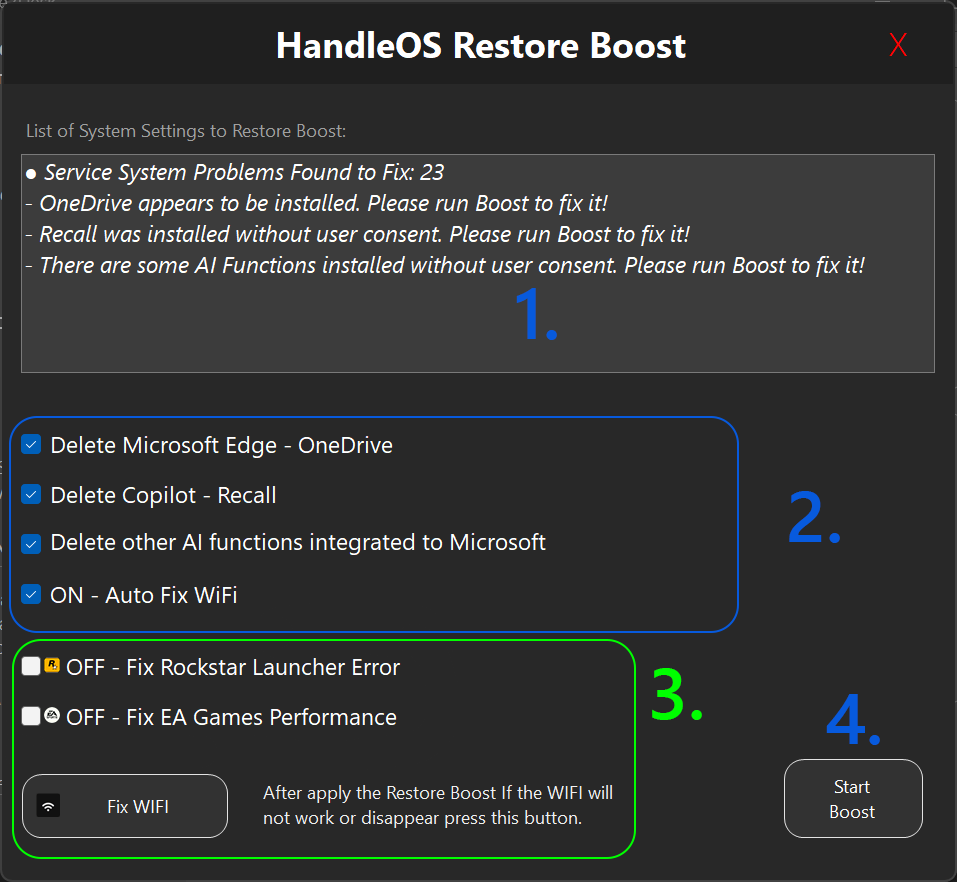 HandleOS Restore Boost
X
List of System Settings to Restore Boost:
● Service System Problems Found to Fix: 23
- OneDrive appears to be installed. Please run Boost to fix it!
- Recall was installed without user consent. Please run Boost to fix it!
- There are some AI Functions installed without user consent. Please run Boost to fix it!
1.
Delete Microsoft Edge - OneDrive
Delete Copilot - Recall
2.
Delete other AI functions integrated to Microsoft
ON - Auto Fix WiFi
R*
OFF - Fix Rockstar Launcher Error
3.
EA
OFF - Fix EA Games Performance
4.
Fix WIFI
After apply the Restore Boost If the WIFI will
not work or disappear press this button.
Start
Boost